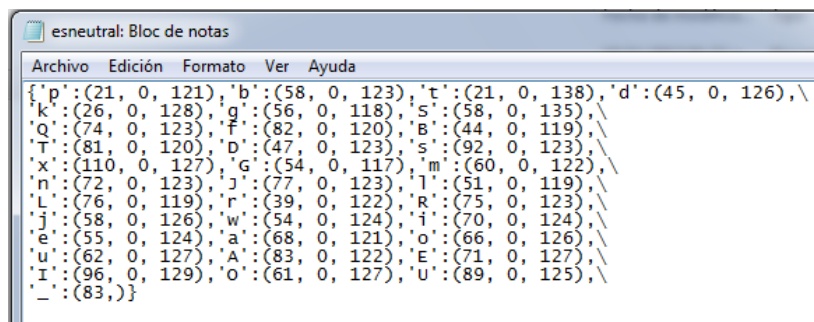 esneutral: Bloc de notas
Archivo Edición Formato Ver Ayuda
{'p':(21, 0, 121),'b':(58, 0, 123),'t':(21, 0, 138),'d':(45, 0, 126),\
'k':(26, 0, 128),'g':(56, 0, 118),'S':(58, 0, 135),\
'Q':(74, 0, 123),'f':(82, 0, 120),'B':(44, 0, 119),\
'T':(81, 0, 120),'D':(47, 0, 123),'s':(92, 0, 123),\
'x':(110, 0, 127),'G':(54, 0, 117),'m':(60, 0, 122),\
'n':(72, 0, 123),'J':(77, 0, 123),'l':(51, 0, 119),\
'L':(76, 0, 119),'r':(39, 0, 122),'R':(75, 0, 123),\
'j':(58, 0, 126),'w':(54, 0, 124),'i':(70, 0, 124),\
'e':(55, 0, 124),'a':(68, 0, 121),'o':(66, 0, 126),\
'u':(62, 0, 127),'A':(83, 0, 122),'E':(71, 0, 127),\
'I':(96, 0, 129),'O':(61, 0, 127),'U':(89, 0, 125),\
'_':(83,)}